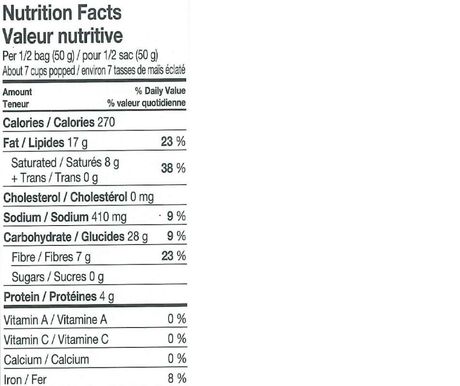 Nutrition Facts
Valeur nutritive
Per 1/2 bag (50 g) / pour 1/2 sac (50 g)
About 7 cups popped / environ 7 tasses de maïs éclaté
Amount % Daily Value
Teneur % valeur quotidienne
Calories / Calories 270
Fat / Lipides 17 g 23 %
Saturated / Saturés 8 g
+ Trans / Trans 0 g 38 %
Cholesterol / Cholestérol 0 mg
Sodium / Sodium 410 mg 9 %
Carbohydrate / Glucides 28 g 9 %
Fibre / Fibres 7 g 23 %
Sugars / Sucres 0 g
Protein / Protéines 4 g
Vitamin A / Vitamine A 0 %
Vitamin C / Vitamine C 0 %
Calcium / Calcium 0 %
Iron / Fer 8 %